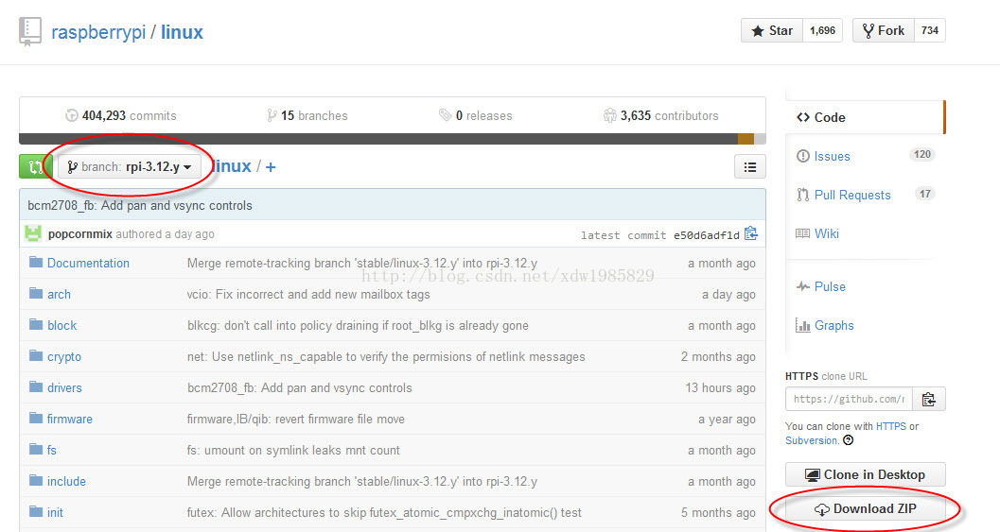 raspberrypi / linux
Star 1,696 Fork 734
404,293 commits 15 branches 0 releases 3,635 contributors
branch: rpi-3.12.y linux / +
bcm2708_fb: Add pan and vsync controls
popcornmix authored a day ago latest commit e50d6adf1d
Documentation Merge remote-tracking branch 'stable/linux-3.12.y' into rpi-3.12.y a month ago
http://blog.csdn.net/xdw1985829
arch vcio: Fix incorrect and add new mailbox tags a day ago
block blkcg: don't call into policy draining if root_blkg is already gone a month ago
crypto net: Use netlink_ns_capable to verify the permisions of netlink messages 2 months ago
drivers bcm2708_fb: Add pan and vsync controls 13 hours ago
firmware firmware,IB/qib: revert firmware file move a year ago
fs fs: umount on symlink leaks mnt count a month ago
include Merge remote-tracking branch 'stable/linux-3.12.y' into rpi-3.12.y a month ago
init futex: Allow architectures to skip futex_atomic_cmpxchg_inatomic() test 5 months ago
Code
Issues 120
Pull Requests 17
Wiki
Pulse
Graphs
HTTPS clone URL
https://github.com/r
You can clone with HTTPS or
Subversion.
Clone in Desktop
Download ZIP